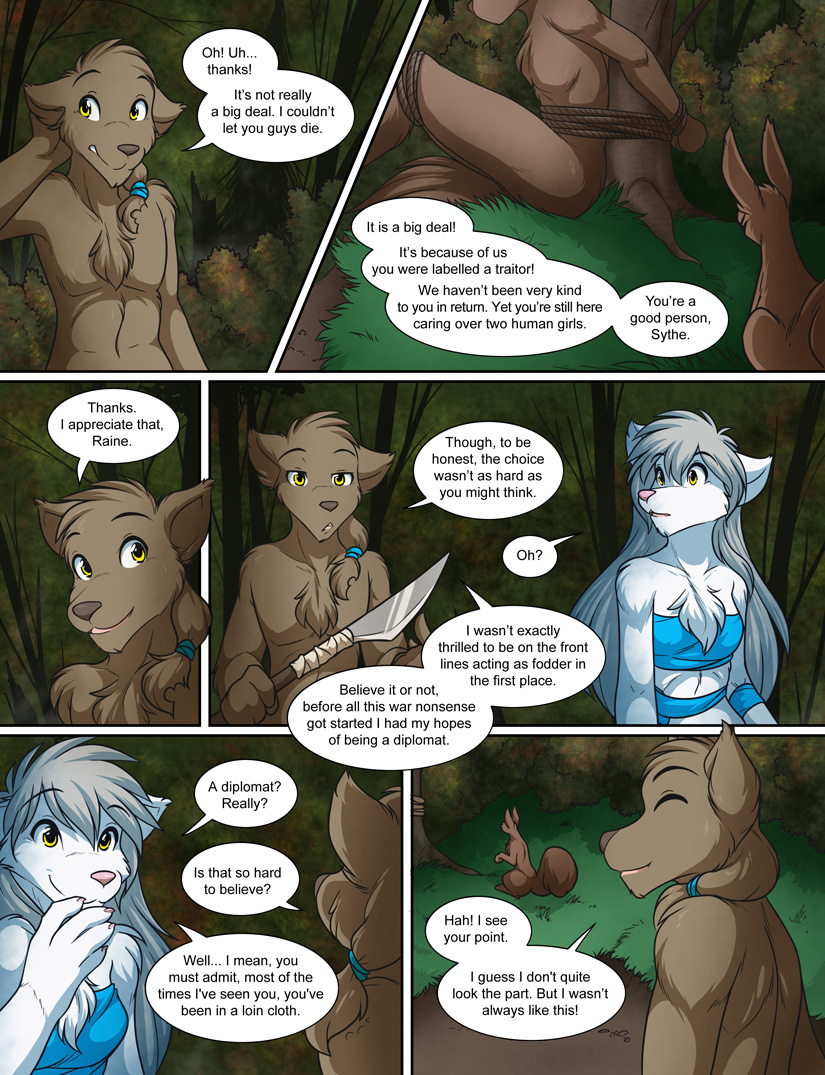 Oh! Uh...
thanks!
It's not really
a big deal. I couldn't
let you guys die.
It is a big deal!
It's because of us
you were labelled a traitor!
We haven't been very kind
to you in return. Yet you're still here
caring over two human girls.
You're a
good person,
Sythe.
Thanks.
I appreciate that,
Raine.
Though, to be
honest, the choice
wasn't as hard as
you might think.
Oh?
I wasn't exactly
thrilled to be on the front
lines acting as fodder in
the first place.
Believe it or not,
before all this war nonsense
got started I had my hopes
of being a diplomat.
A diplomat?
Really?
Is that so hard
to believe?
Well... I mean, you
must admit, most of the
times I've seen you, you've
been in a loin cloth.
Hah! I see
your point.
I guess I don't quite
look the part. But I wasn't
always like this!